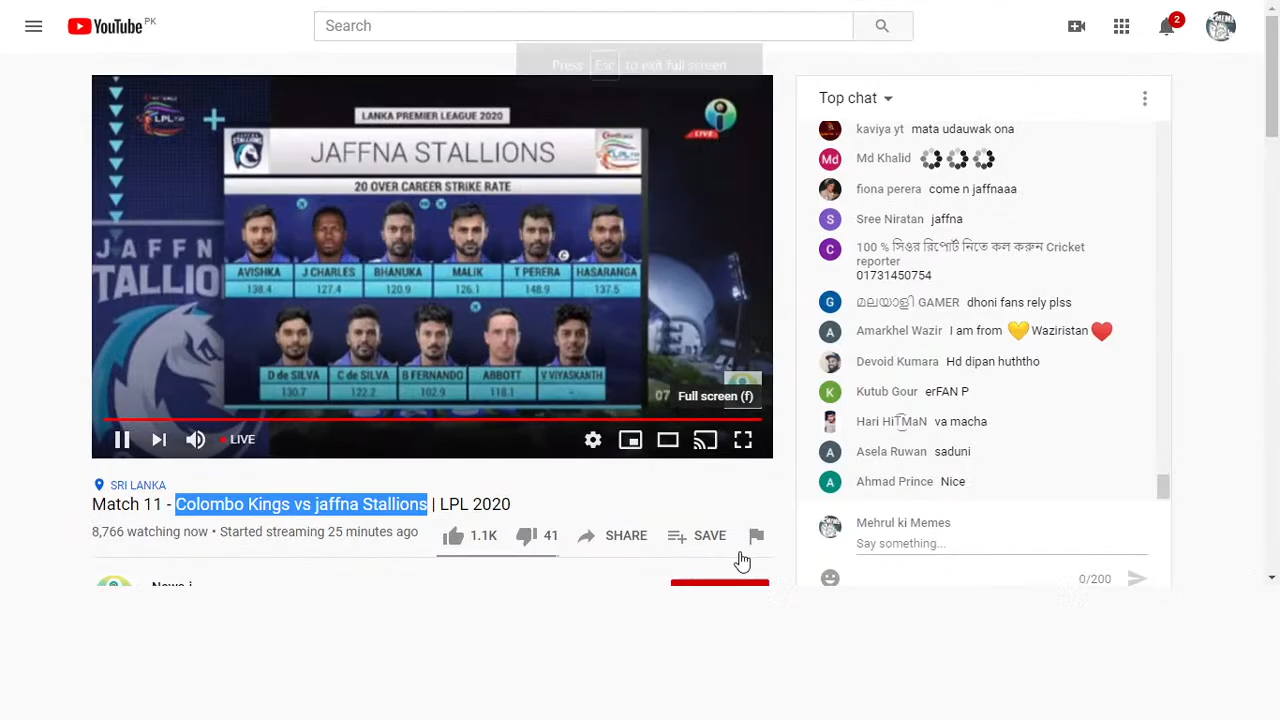 YouTube PK
Search
2
Press Esc to exit full screen
LANKA PREMIER LEAGUE 2020
LIVE
JAFFNA STALLIONS
20 OVER CAREER STRIKE RATE
JAFFN
TALLIO
AVISHKA J CHARLES BHANUKA MALIK T PERERA HASARANGA
138.4 127.4 120.9 126.1 148.9 137.5
D de SILVA C de SILVA B FERNANDO ABBOTT V VIYASKANTH
130.7 122.2 102.9 118.1 -
07
Full screen (f)
LIVE
SRI LANKA
Match 11 - Colombo Kings vs jaffna Stallions | LPL 2020
8,766 watching now • Started streaming 25 minutes ago
1.1K 41 SHARE SAVE
Top chat
kaviya yt mata udauwak ona
Md Md Khalid
fiona perera come n jaffnaaa
S Sree Niratan jaffna
C 100 % সিওর রিপোর্ট নিতে কল করুন Cricket
reporter
01731450754
G മലയാളി GAMER dhoni fans rely plss
A Amarkhel Wazir I am from 💛 Waziristan ❤️
Devoid Kumara Hd dipan huththo
K Kutub Gour erFAN P
Hari HiT͜͡MaN va macha
A Asela Ruwan saduni
A Ahmad Prince Nice
Mehrul ki Memes
Say something...
0/200